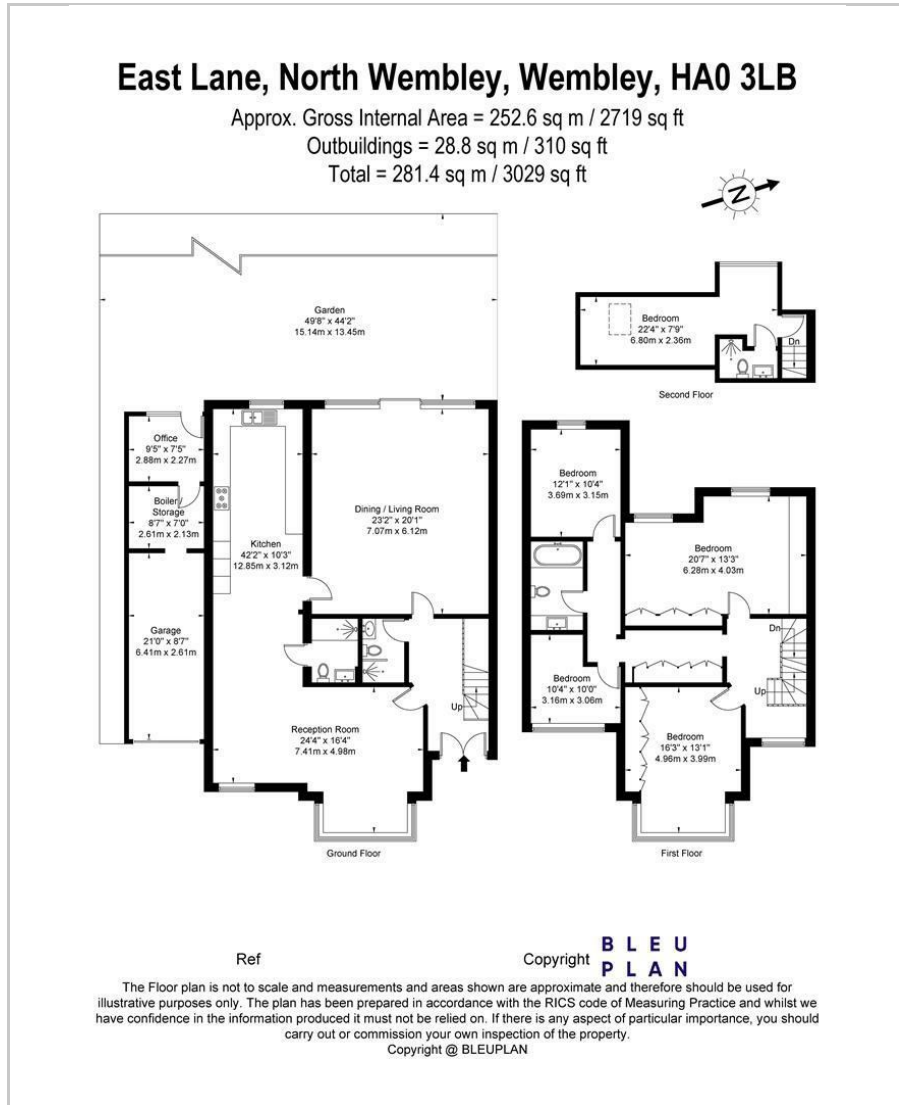 East Lane, North Wembley, Wembley, HA0 3LB
Approx. Gross Internal Area = 252.6 sq m / 2719 sq ft
Outbuildings = 28.8 sq m / 310 sq ft
Total = 281.4 sq m / 3029 sq ft
N
Garden
49'8" x 44'2"
15.14m x 13.45m
Bedroom
22'4" x 7'9"
6.80m x 2.36m
Dn
Second Floor
Office
9'5" x 7'5"
2.88m x 2.27m
Boiler /
Storage
8'7" x 7'0"
2.61m x 2.13m
Garage
21'0" x 8'7"
6.41m x 2.61m
Kitchen
42'2" x 10'3"
12.85m x 3.12m
Dining / Living Room
23'2" x 20'1"
7.07m x 6.12m
Up
Reception Room
24'4" x 16'4"
7.41m x 4.98m
Ground Floor
Bedroom
12'1" x 10'4"
3.69m x 3.15m
Bedroom
20'7" x 13'3"
6.28m x 4.03m
Dn
Up
Bedroom
10'4" x 10'0"
3.16m x 3.06m
Bedroom
16'3" x 13'1"
4.96m x 3.99m
First Floor
Ref
Copyright
BLEU
PLAN
The Floor plan is not to scale and measurements and areas shown are approximate and therefore should be used for
illustrative purposes only. The plan has been prepared in accordance with the RICS code of Measuring Practice and whilst we
have confidence in the information produced it must not be relied on. If there is any aspect of particular importance, you should
carry out or commission your own inspection of the property.
Copyright @ BLEUPLAN